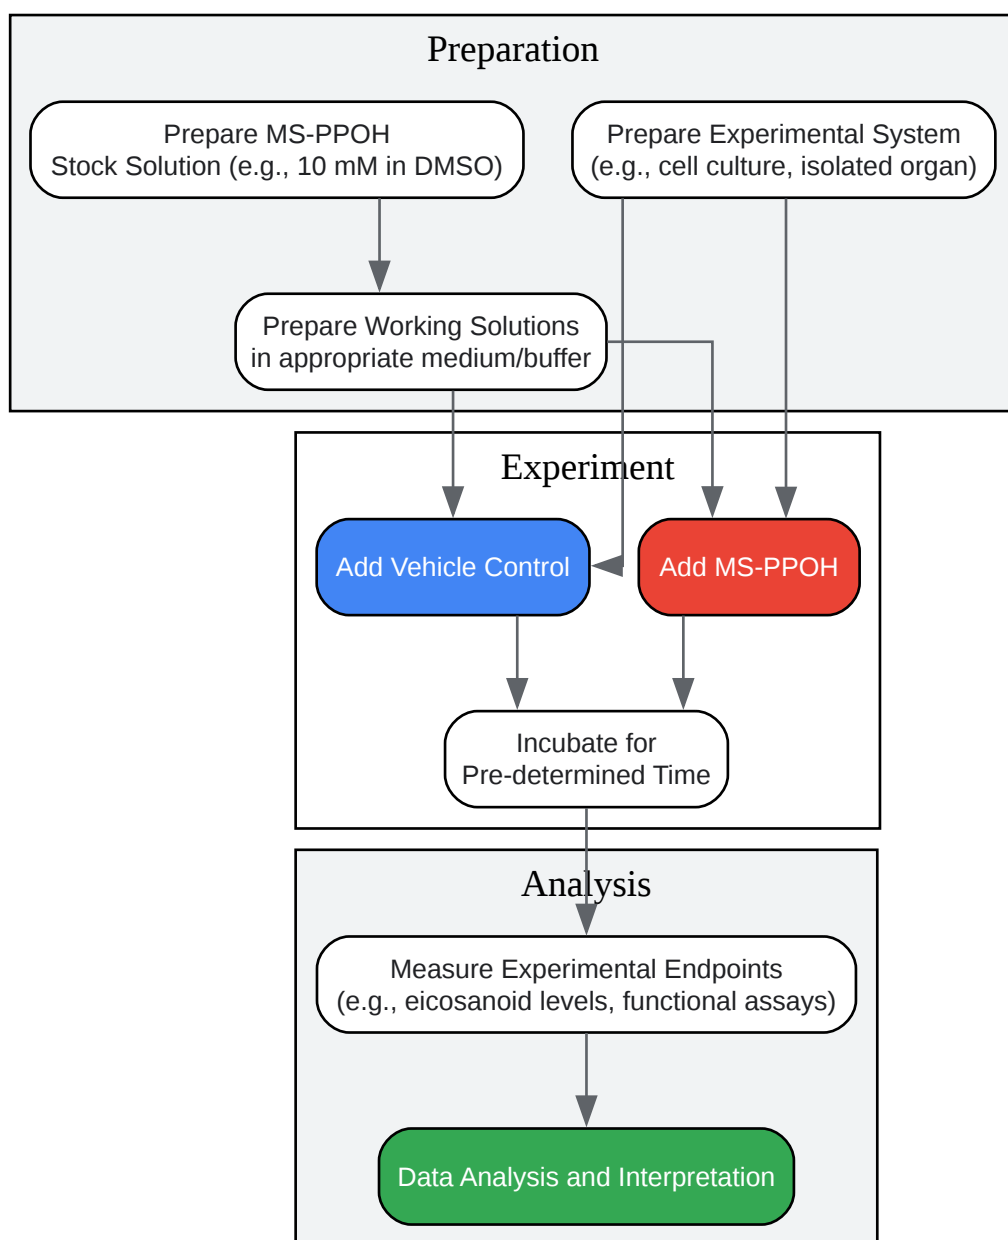 Preparation
Prepare MS-PPOH
Stock Solution (e.g., 10 mM in DMSO)
Prepare Experimental System
(e.g., cell culture, isolated organ)
Prepare Working Solutions
in appropriate medium/buffer
Experiment
Add Vehicle Control
Add MS-PPOH
Incubate for
Pre-determined Time
Analysis
Measure Experimental Endpoints
(e.g., eicosanoid levels, functional assays)
Data Analysis and Interpretation